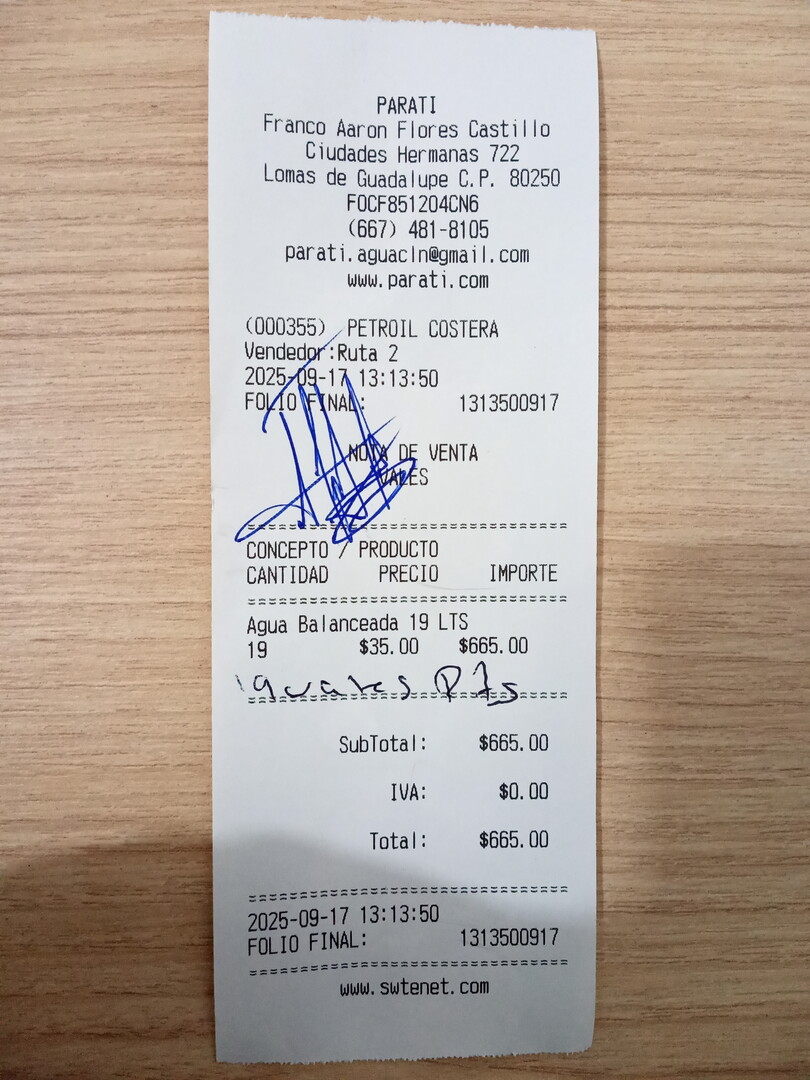 PARATI
Franco Aaron Flores Castillo
Ciudades Hermanas 722
Lomas de Guadalupe C.P. 80250
FOCF851204CN6
(667) 481-8105
parati.aguacln@gmail.com
www.parati.com
(000355) PETROIL COSTERA
Vendedor:Ruta 2
2025-09-17 13:13:50
FOLIO FINAL: 1313500917
NOTA DE VENTA
VALES
CONCEPTO / PRODUCTO
CANTIDAD PRECIO IMPORTE
Agua Balanceada 19 LTS
19 $35.00 $665.00
SubTotal: $665.00
IVA: $0.00
Total: $665.00
2025-09-17 13:13:50
FOLIO FINAL: 1313500917
www.swtenet.com